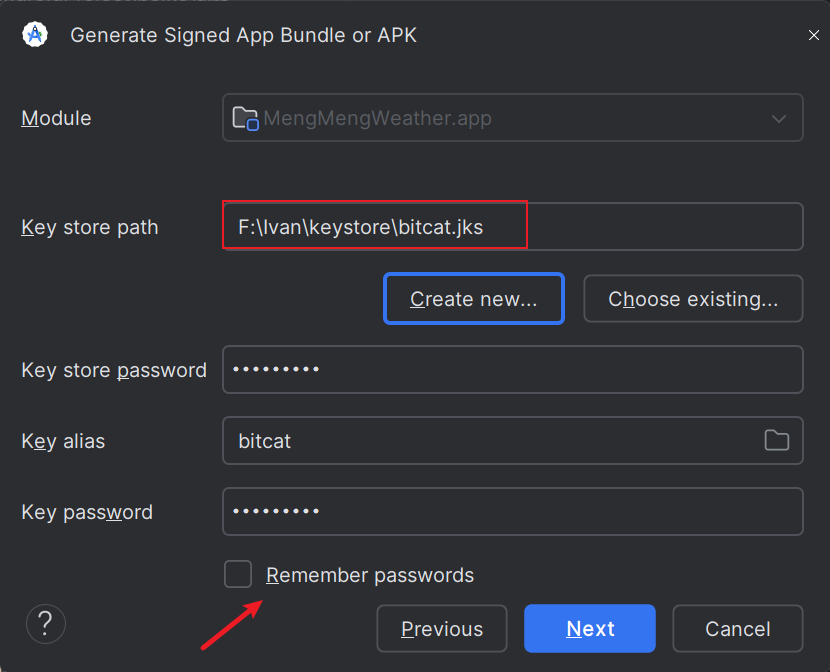 Generate Signed App Bundle or APK
Module
MengMengWeather.app
Key store path
F:\Ivan\keystore\bitcat.jks
Create new...
Choose existing...
Key store password
•••••••••
Key alias
bitcat
Key password
•••••••••
Remember passwords
?
Previous
Next
Cancel